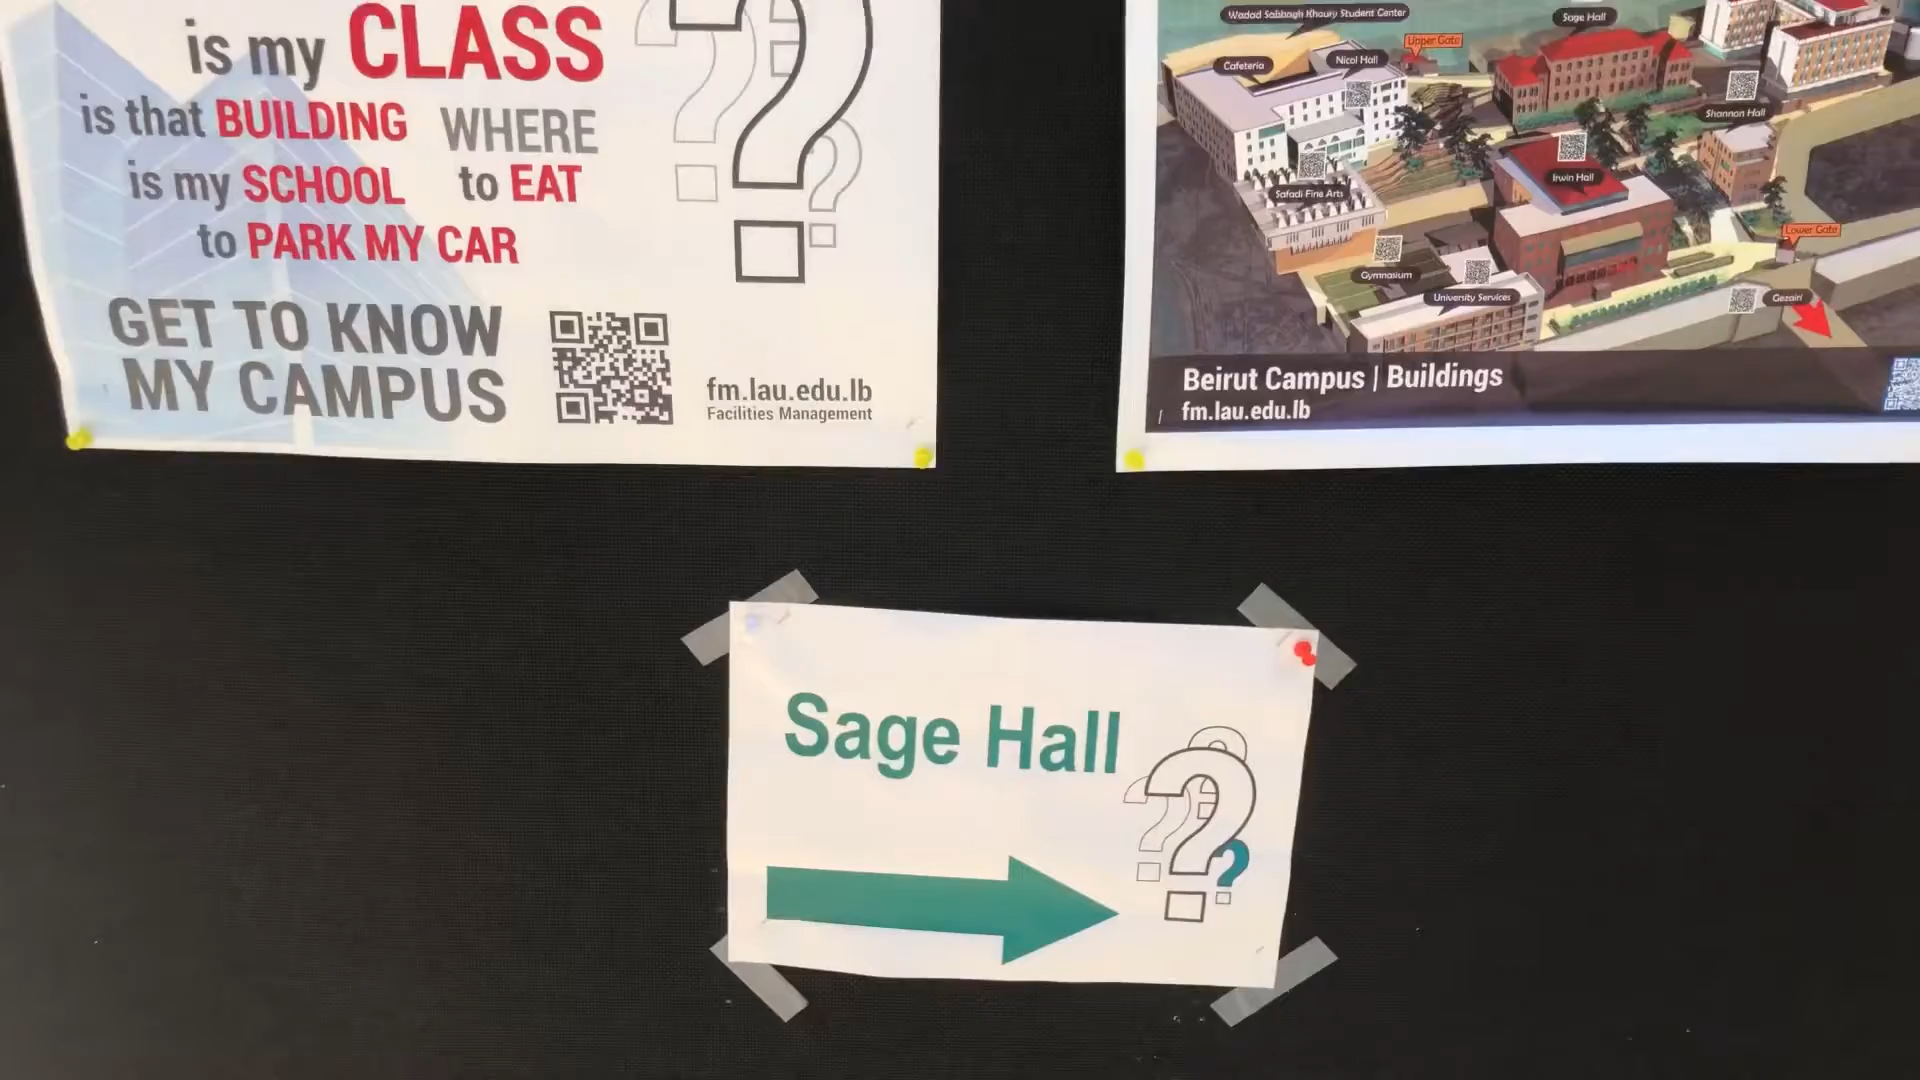 is my CLASS
is that BUILDING WHERE
is my SCHOOL to EAT
to PARK MY CAR
GET TO KNOW
MY CAMPUS
fm.lau.edu.lb
Facilities Management
Wadad Sabbagh Khoury Student Center
Sage Hall
Upper Gate
Cafeteria
Nicol Hall
Shannon Hall
Irwin Hall
Safadi Fine Arts
Lower Gate
Gymnasium
University Services
Gezairi
Beirut Campus | Buildings
fm.lau.edu.lb
Sage Hall